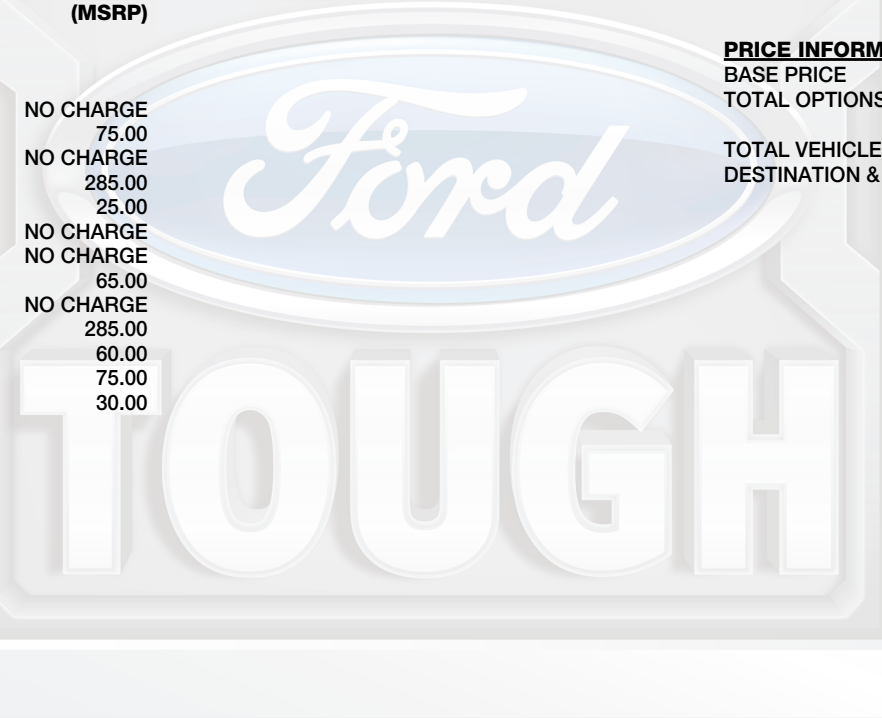 (MSRP)
NO CHARGE
75.00
NO CHARGE
285.00
25.00
NO CHARGE
NO CHARGE
65.00
NO CHARGE
285.00
60.00
75.00
30.00
PRICE INFORM
BASE PRICE
TOTAL OPTIONS
TOTAL VEHICLE
DESTINATION &
Ford
TOUGH